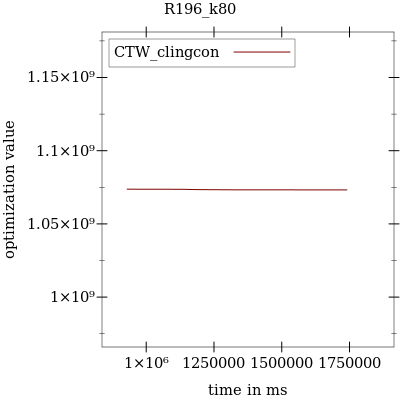 R196_k80
CTW_clingcon
1.15×10⁹
1.1×10⁹
1.05×10⁹
1×10⁹
optimization value
1×10⁶ 1250000 1500000 1750000
time in ms